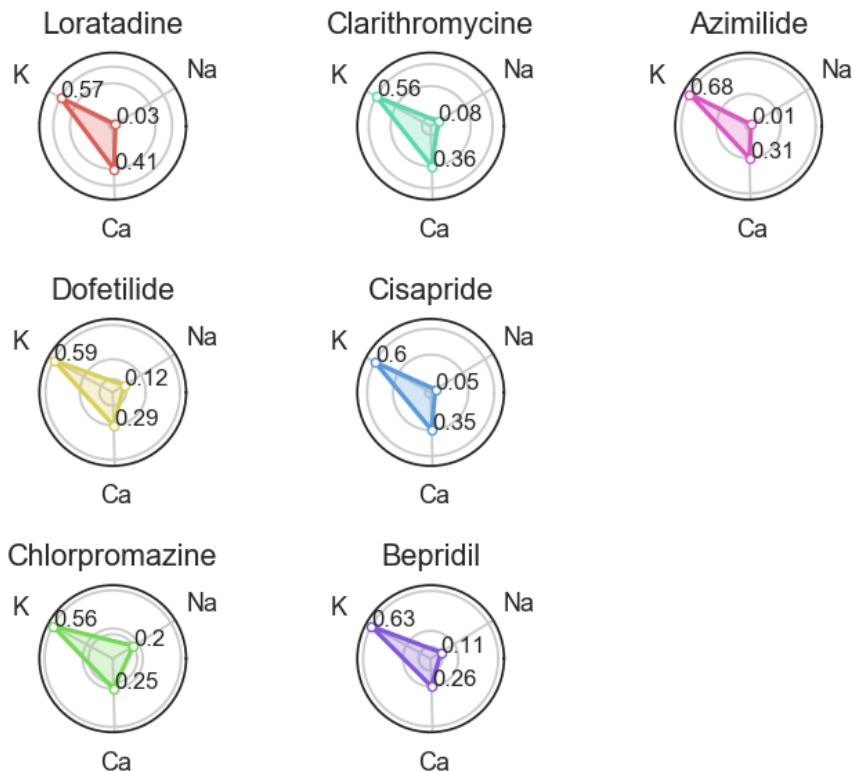 Loratadine
K
Na
0.57
0.03
0.41
Ca
Clarithromycine
K
Na
0.56
0.08
0.36
Ca
Azimilide
K
Na
0.68
0.01
0.31
Ca
Dofetilide
K
Na
0.59
0.12
0.29
Ca
Cisapride
K
Na
0.6
0.05
0.35
Ca
Chlorpromazine
K
Na
0.56
0.2
0.25
Ca
Bepridil
K
Na
0.63
0.11
0.26
Ca